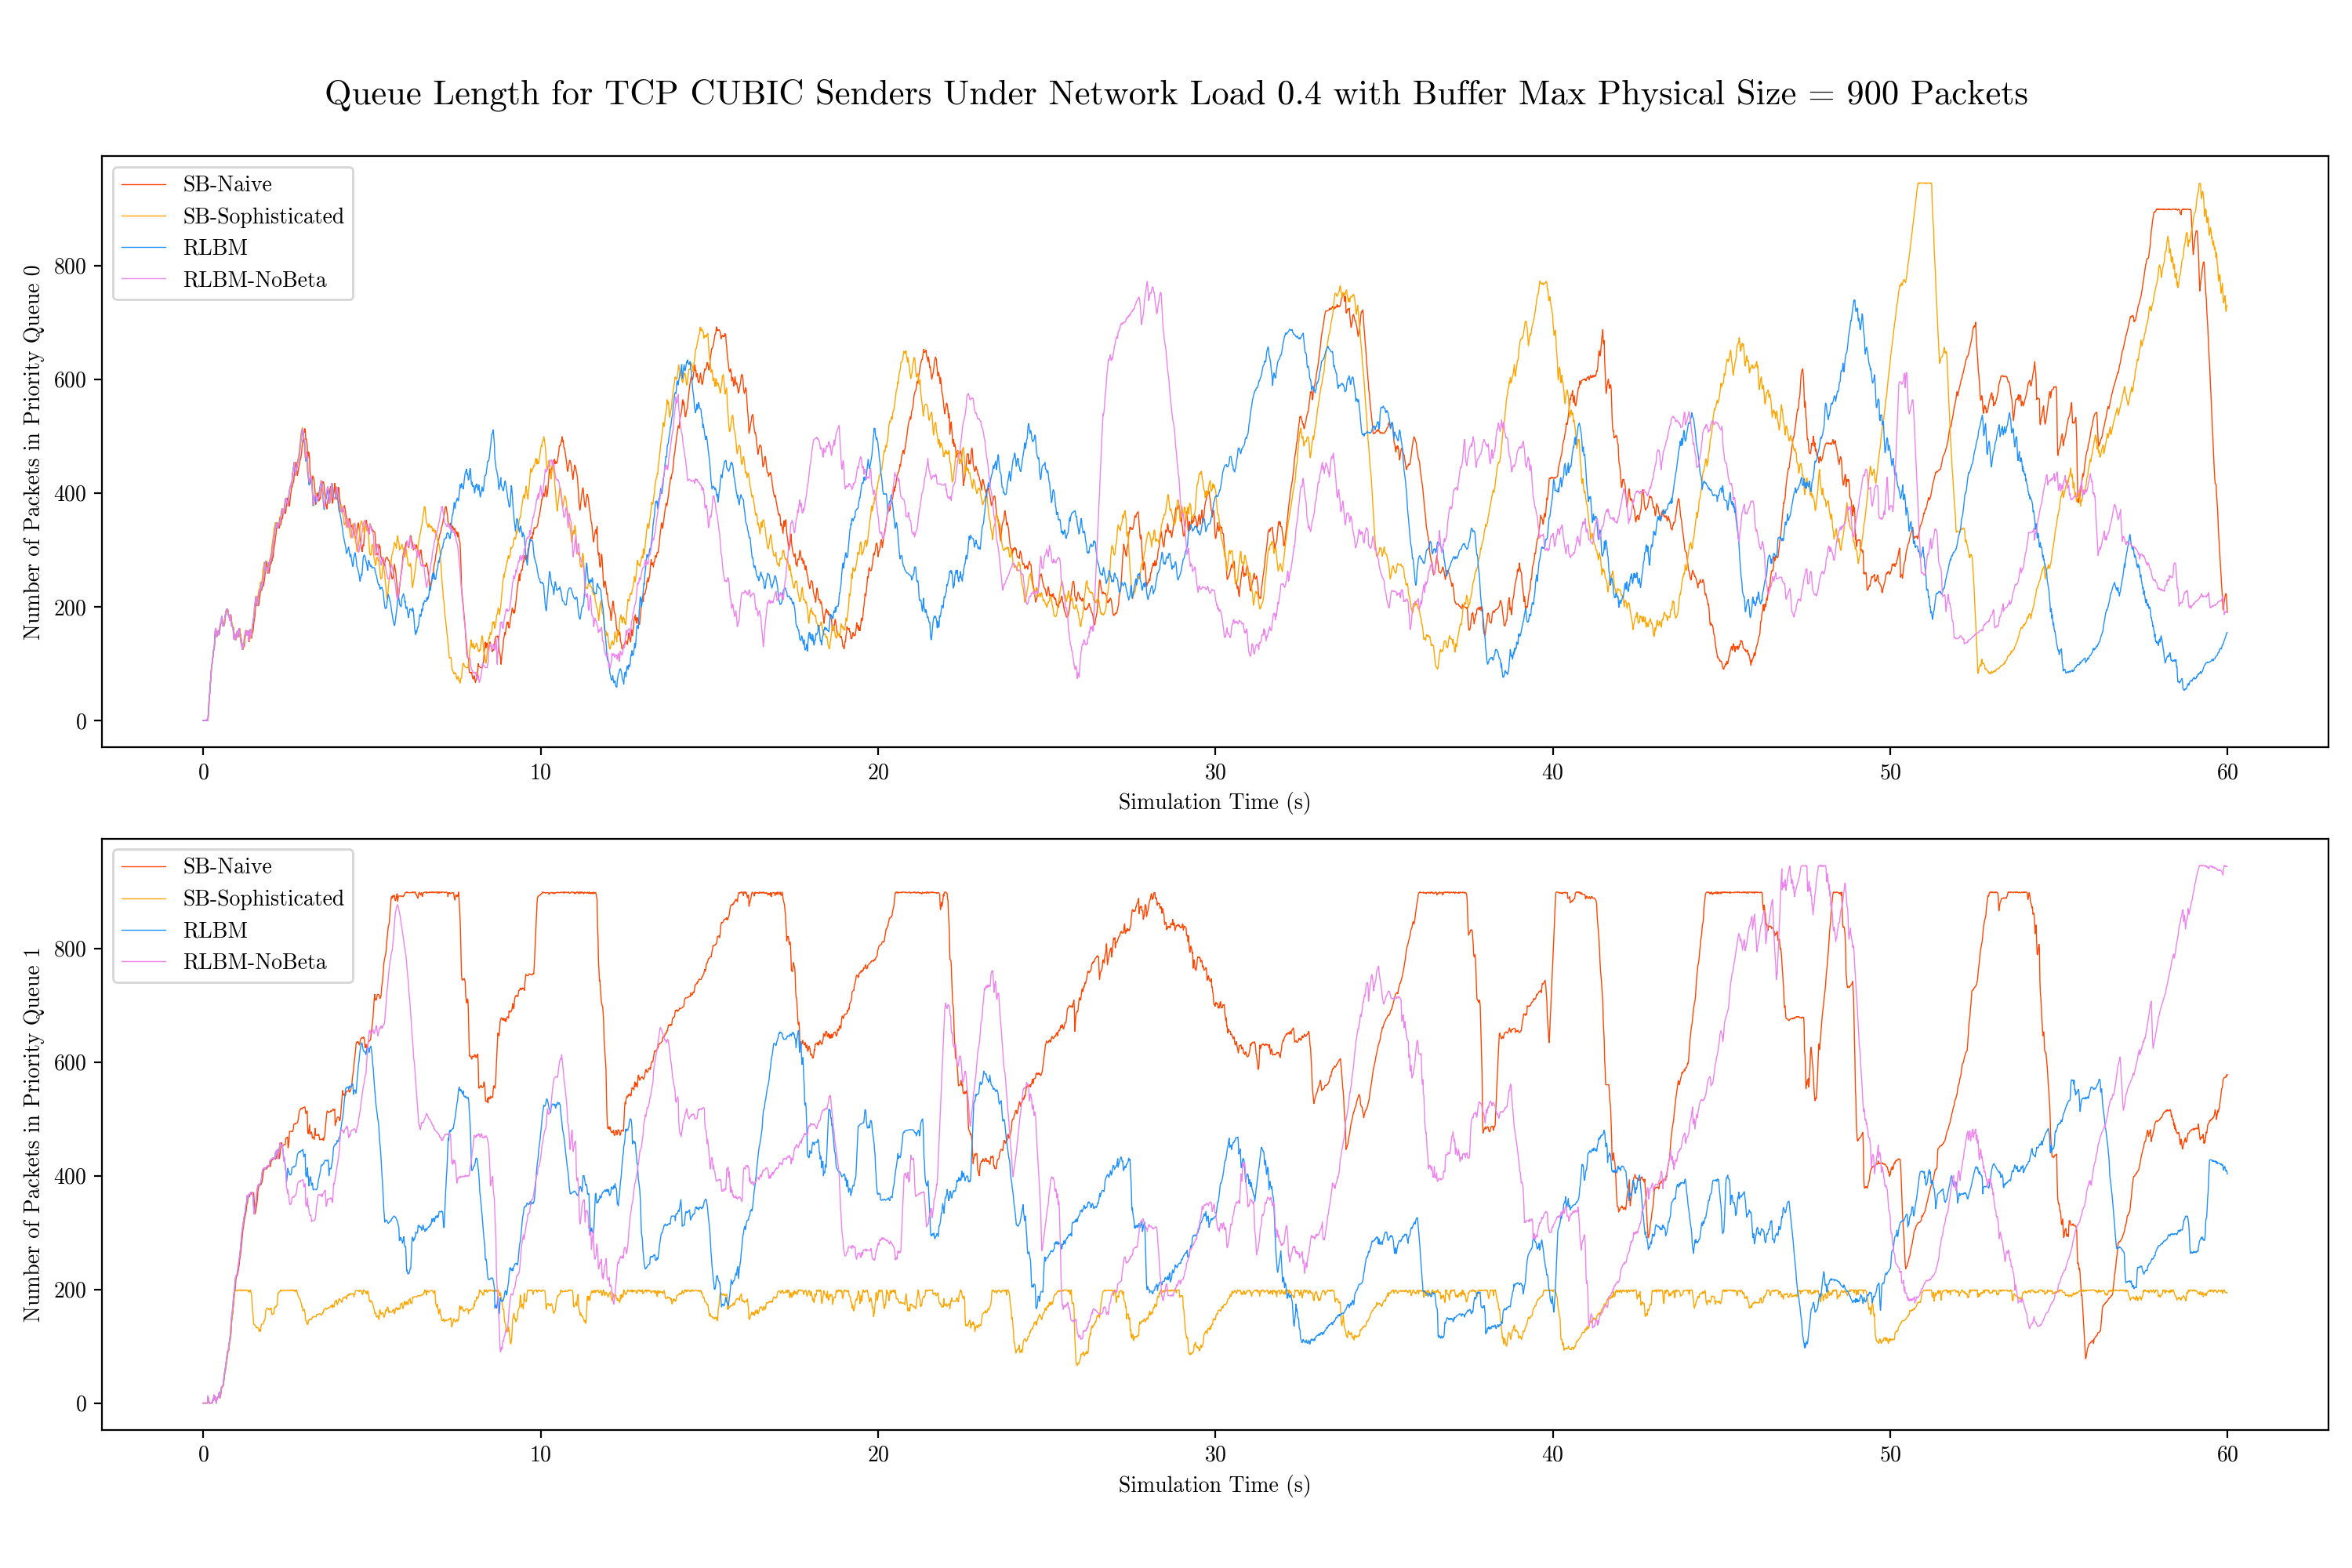 Queue Length for TCP CUBIC Senders Under Network Load 0.4 with Buffer Max Physical Size = 900 Packets
SB-Naive
SB-Sophisticated
RLBM
RLBM-NoBeta
Number of Packets in Priority Queue 0
800
600
400
200
0
0 10 20 30 40 50 60
Simulation Time (s)
SB-Naive
SB-Sophisticated
RLBM
RLBM-NoBeta
Number of Packets in Priority Queue 1
800
600
400
200
0
0 10 20 30 40 50 60
Simulation Time (s)